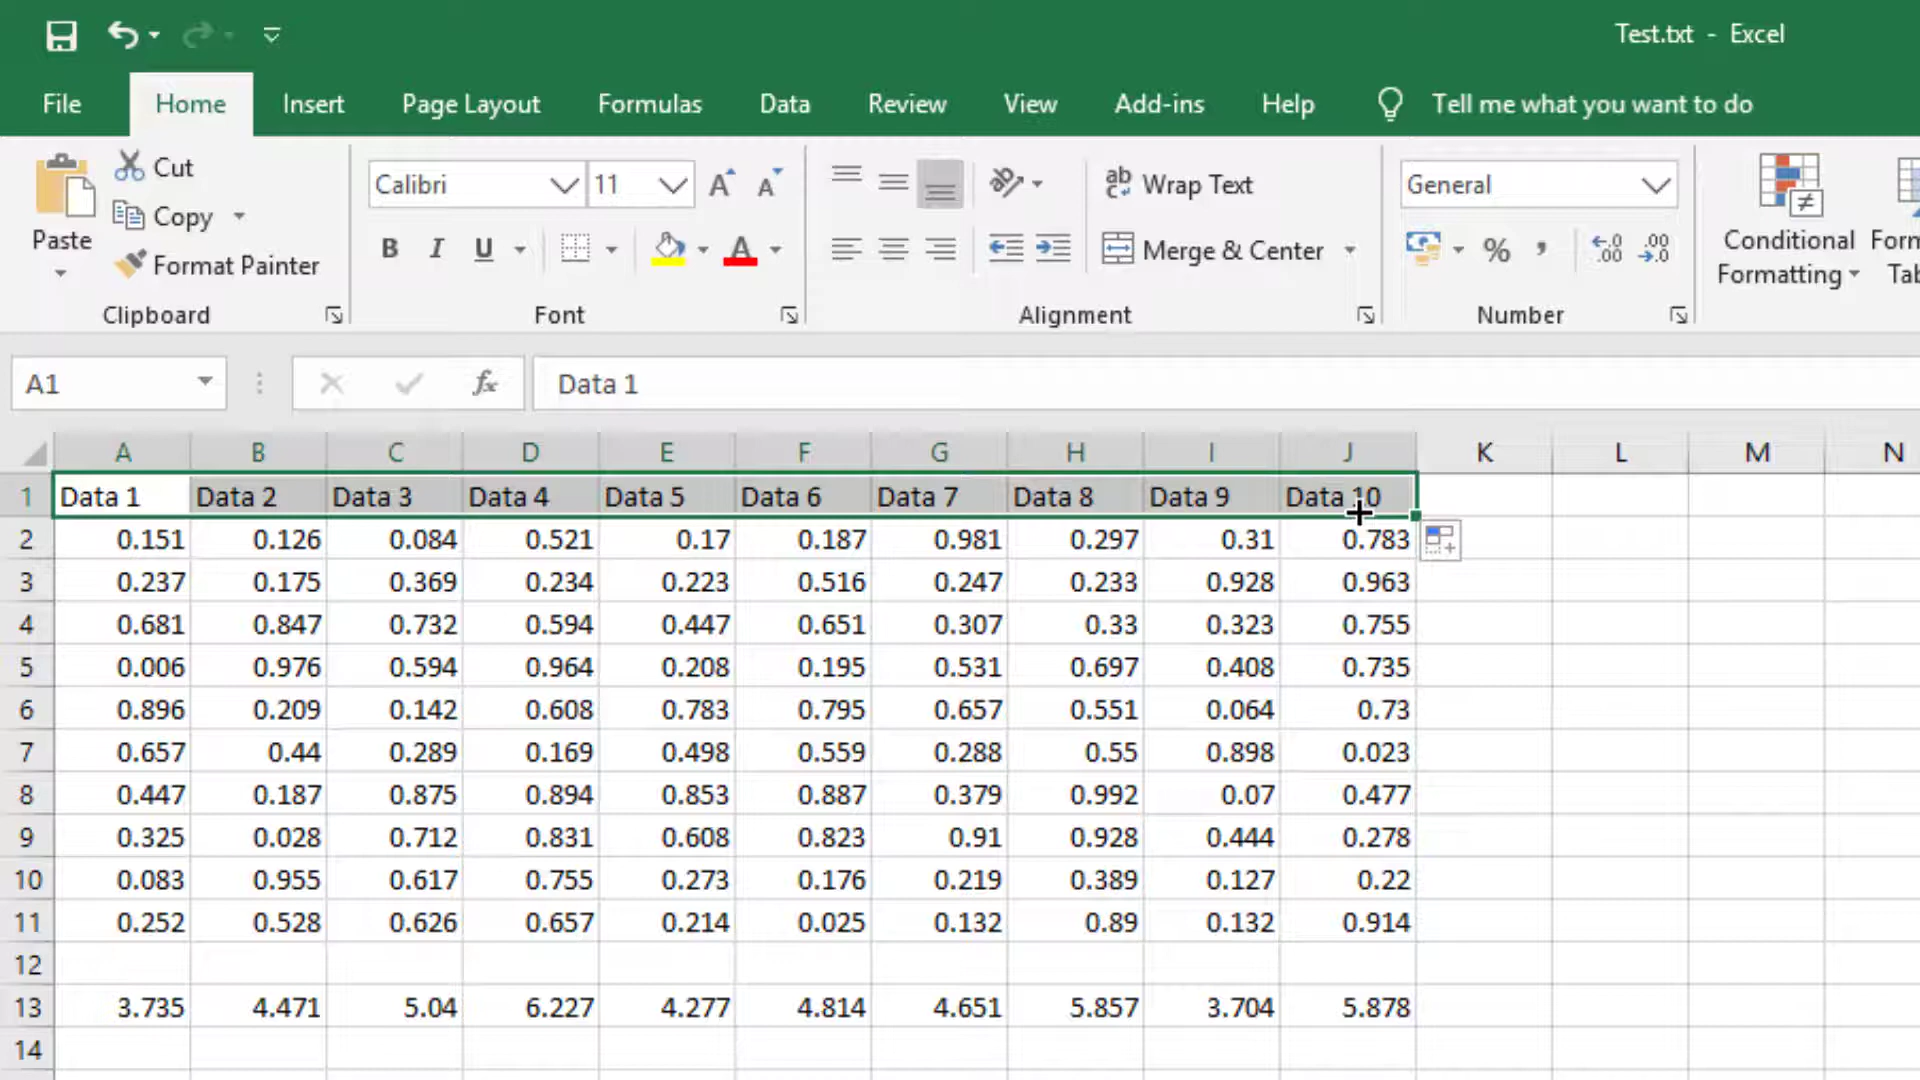 Test.txt - Excel
File Home Insert Page Layout Formulas Data Review View Add-ins Help Tell me what you want to do
Paste
Cut
Copy
Format Painter
Clipboard
Calibri 11
A A
B I U A
Font
ab Wrap Text
Merge & Center
Alignment
General
% ,
Number
Conditional
Formatting
A1 fx Data 1
A B C D E F G H I J K L M N
1 Data 1 Data 2 Data 3 Data 4 Data 5 Data 6 Data 7 Data 8 Data 9 Data 10
2 0.151 0.126 0.084 0.521 0.17 0.187 0.981 0.297 0.31 0.783
3 0.237 0.175 0.369 0.234 0.223 0.516 0.247 0.233 0.928 0.963
4 0.681 0.847 0.732 0.594 0.447 0.651 0.307 0.33 0.323 0.755
5 0.006 0.976 0.594 0.964 0.208 0.195 0.531 0.697 0.408 0.735
6 0.896 0.209 0.142 0.608 0.783 0.795 0.657 0.551 0.064 0.73
7 0.657 0.44 0.289 0.169 0.498 0.559 0.288 0.55 0.898 0.023
8 0.447 0.187 0.875 0.894 0.853 0.887 0.379 0.992 0.07 0.477
9 0.325 0.028 0.712 0.831 0.608 0.823 0.91 0.928 0.444 0.278
10 0.083 0.955 0.617 0.755 0.273 0.176 0.219 0.389 0.127 0.22
11 0.252 0.528 0.626 0.657 0.214 0.025 0.132 0.89 0.132 0.914
12
13 3.735 4.471 5.04 6.227 4.277 4.814 4.651 5.857 3.704 5.878
14